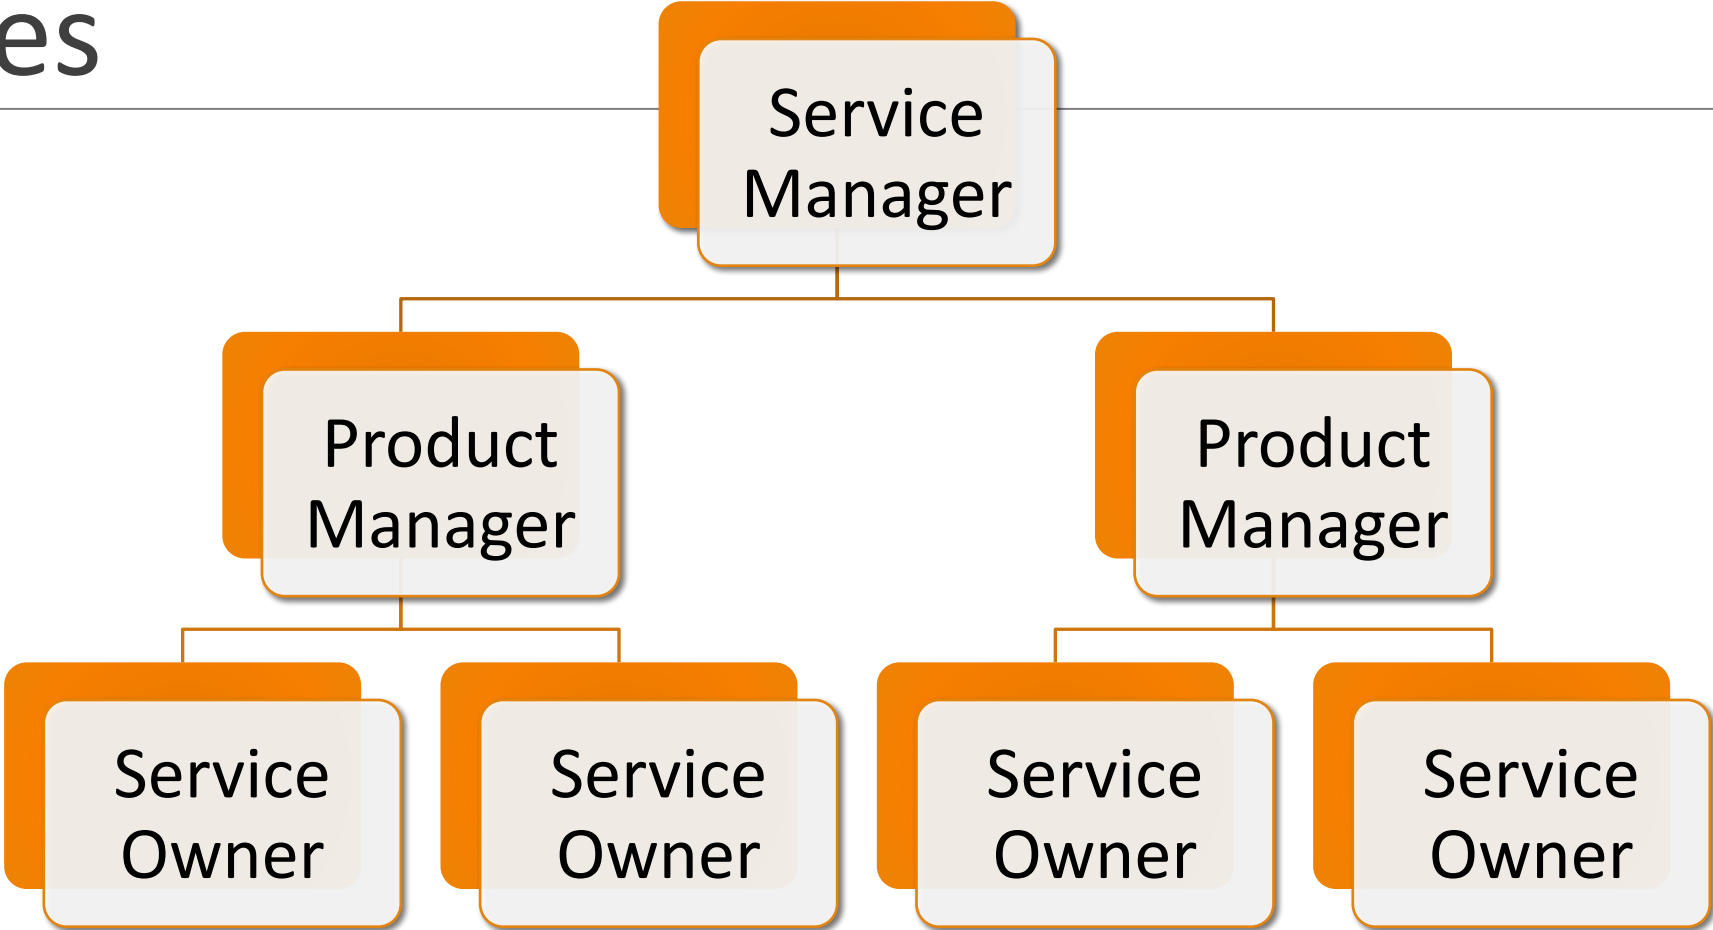 es
Service
Manager
Product
Manager
Product
Manager
Service
Owner
Service
Owner
Service
Owner
Service
Owner